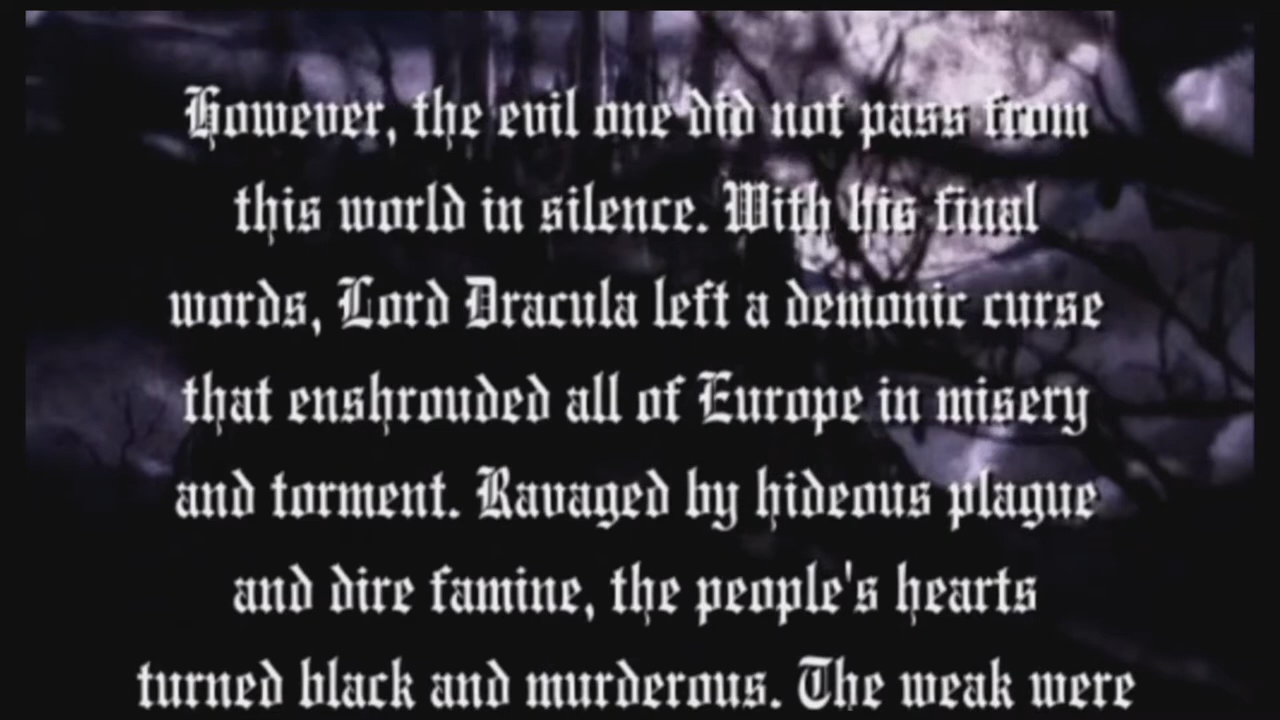 However, the evil one did not pass from
this world in silence. With his final
words, Lord Dracula left a demonic curse
that enshrouded all of Europe in misery
and torment. Ravaged by hideous plague
and dire famine, the people's hearts
turned black and murderous. The weak were